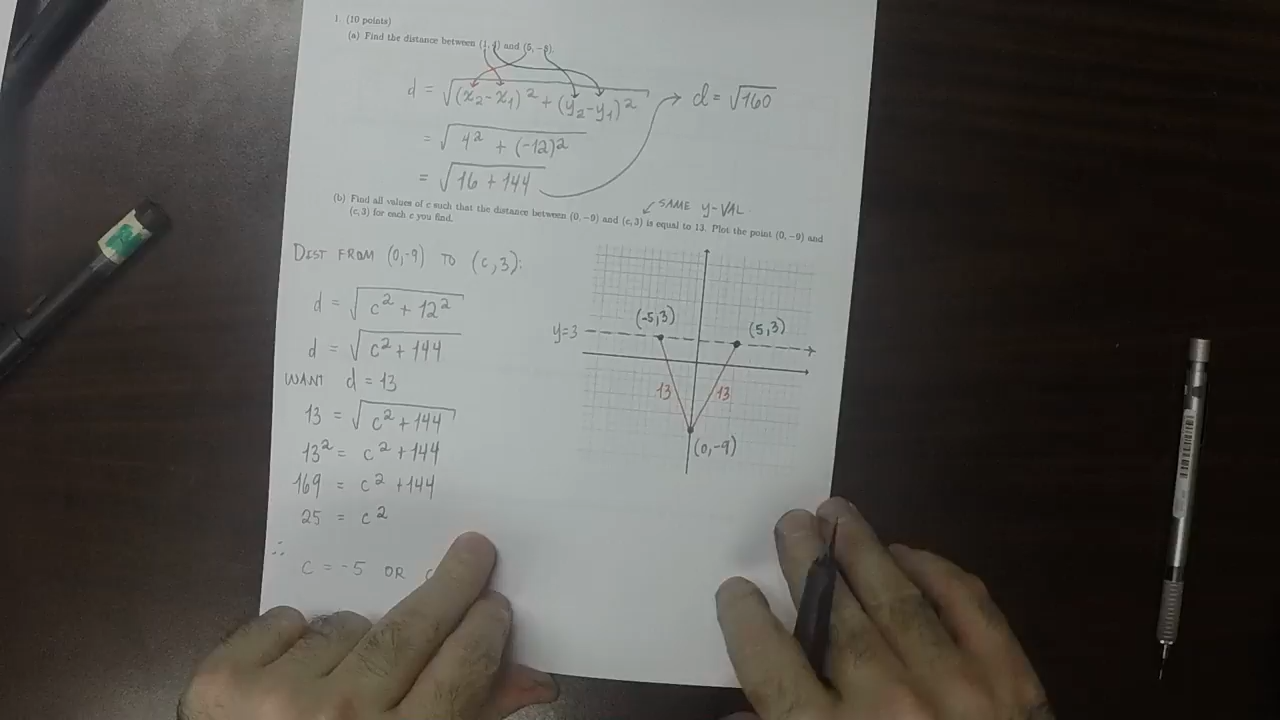 1. (10 points)
(a) Find the distance between (1, 4) and (5, −8).
d = √(x₂-x₁)² + (y₂-y₁)²
= √4² + (-12)²
= √16 + 144
d = √160
SAME y-VAL
(b) Find all values of c such that the distance between (0, −9) and (c, 3) is equal to 13. Plot the point (0, −9) and
(c, 3) for each c you find.
DIST FROM (0,-9) TO (c,3):
d = √c² + 12²
d = √c² + 144
WANT d = 13
13 = √c² + 144
13² = c² + 144
169 = c² + 144
25 = c²
∴
c = -5 OR
(-5,3)
(5,3)
y=3
13
13
(0,-9)